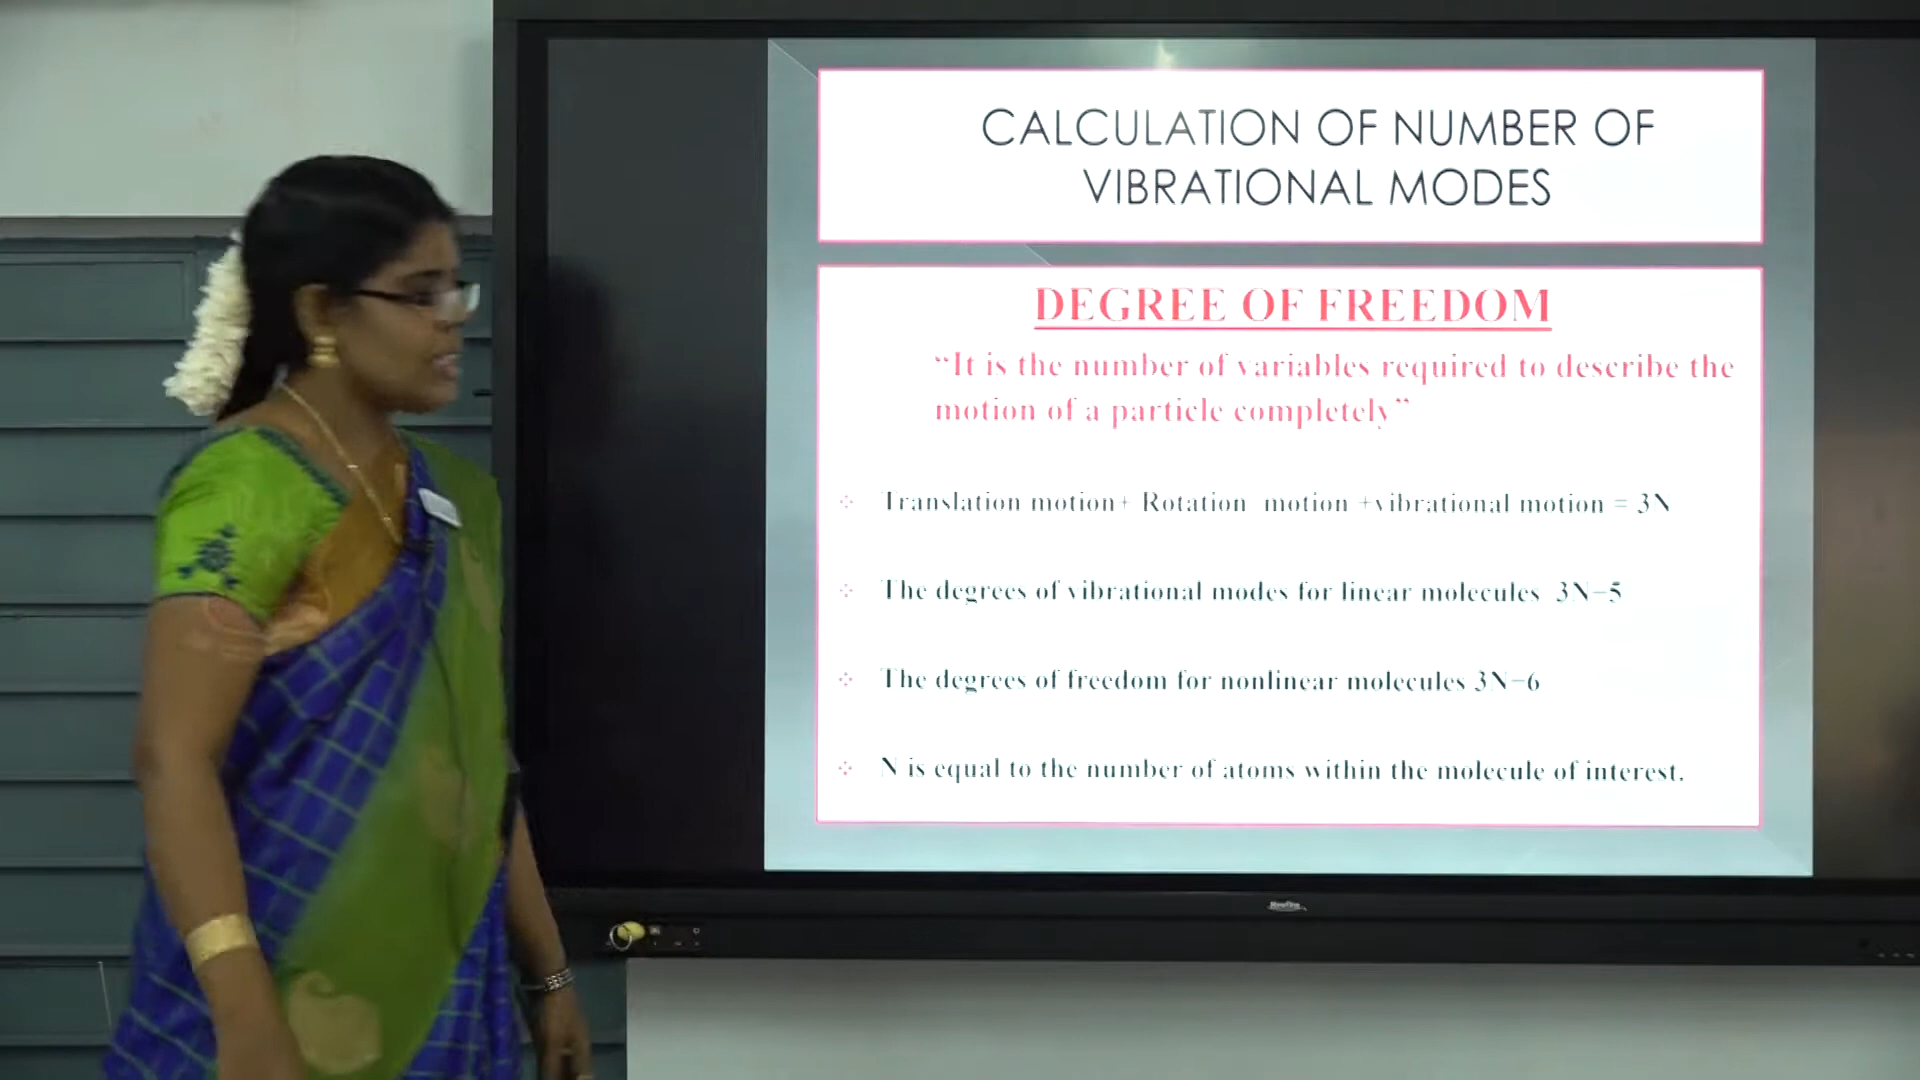 CALCULATION OF NUMBER OF
VIBRATIONAL MODES
DEGREE OF FREEDOM
“It is the number of variables required to describe the
motion of a particle completely”
Translation motion+ Rotation motion +vibrational motion = 3N
The degrees of vibrational modes for linear molecules 3N–5
The degrees of freedom for nonlinear molecules 3N–6
N is equal to the number of atoms within the molecule of interest.